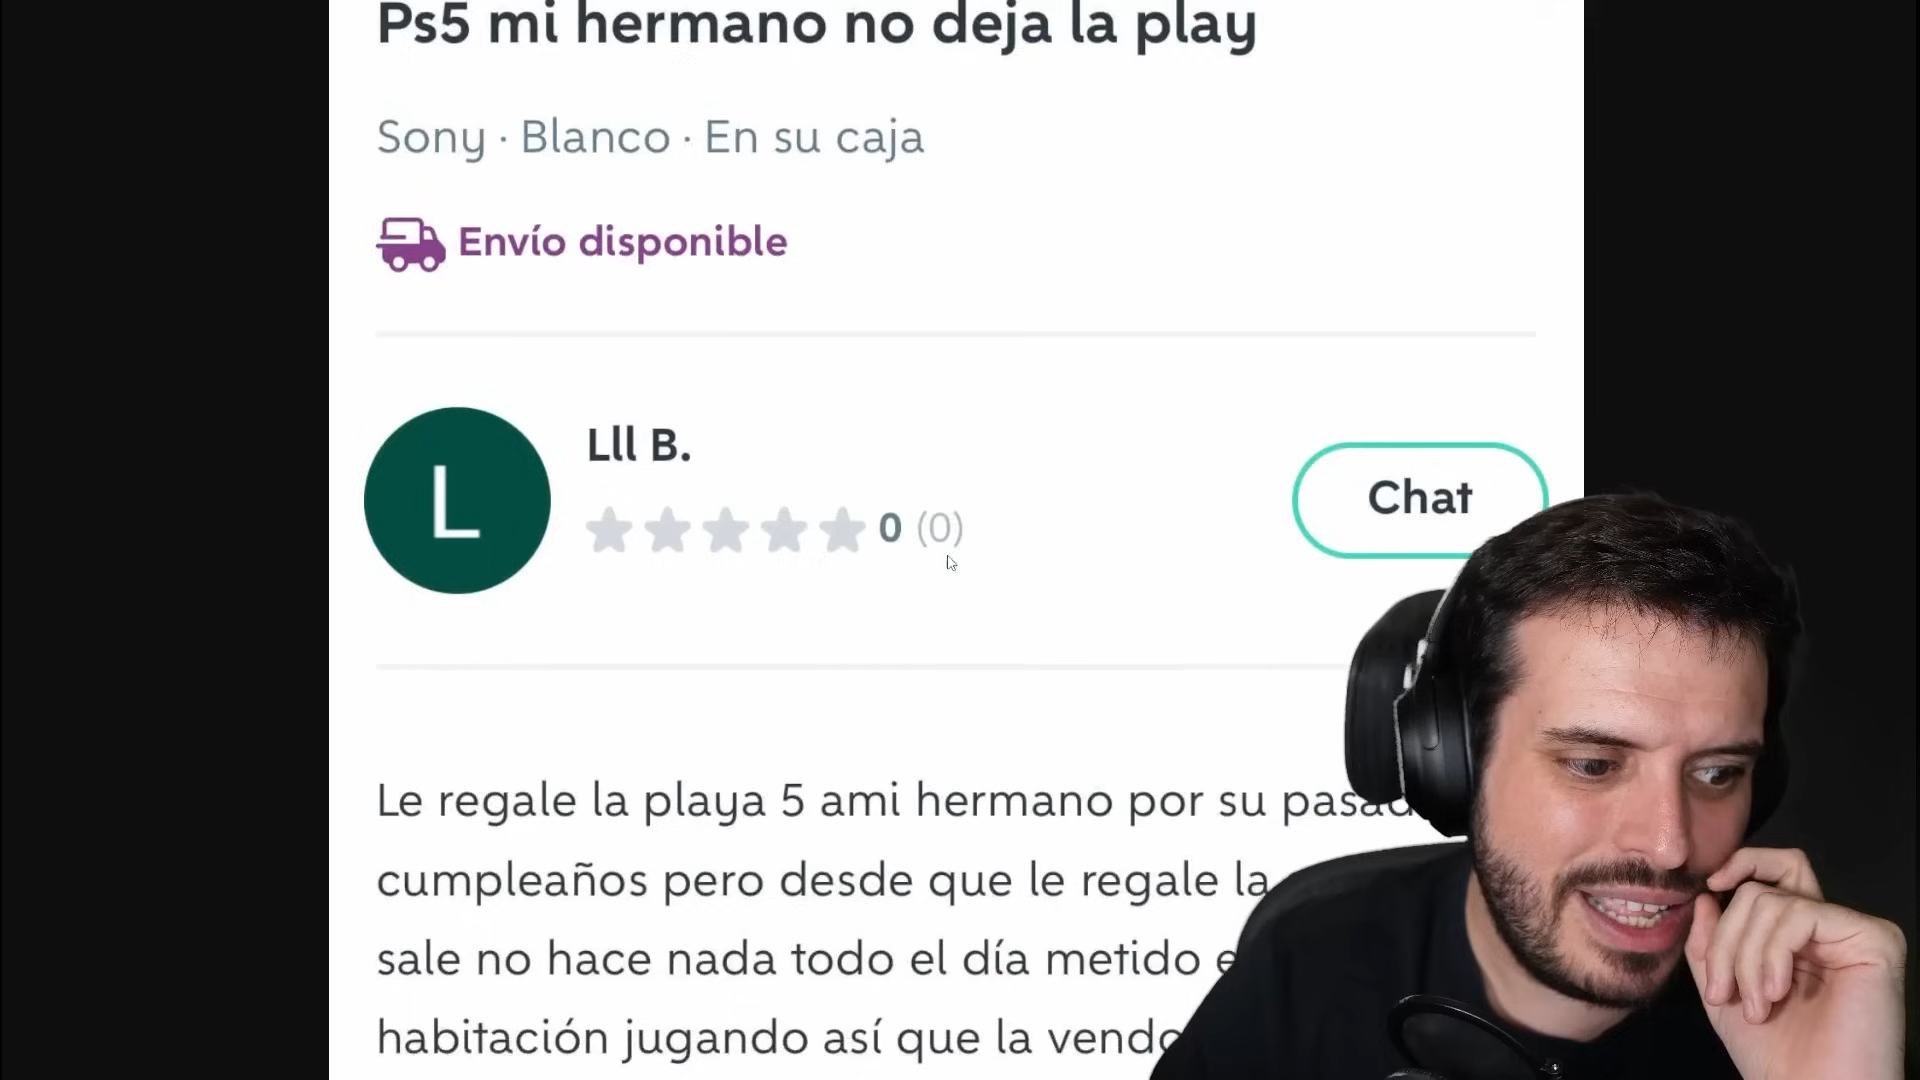 Ps5 mi hermano no deja la play
Sony · Blanco · En su caja
Envío disponible
L
Lll B.
0 (0)
Chat
Le regale la playa 5 ami hermano por su
cumpleaños pero desde que le regale la
sale no hace nada todo el día metido
habitación jugando así que la vendo